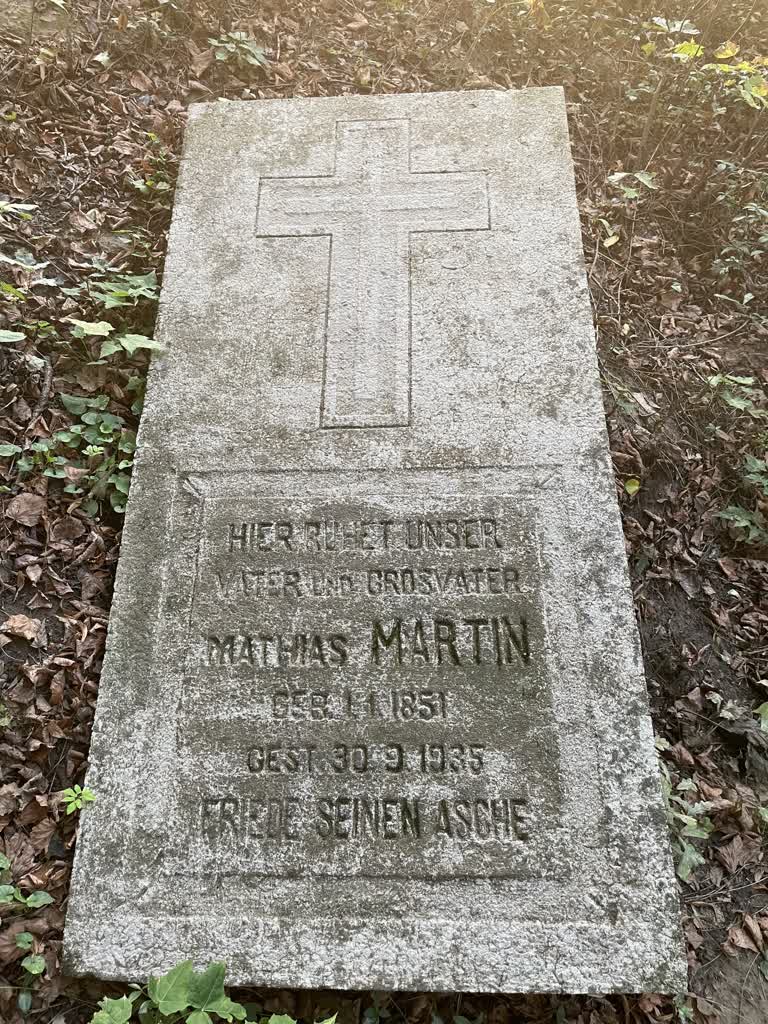 HIER RUHET UNSER
VATER UND GROSVATER
MATHIAS MARTIN
GEB. 1.1.1851
GEST. 30.9.1935
FRIEDE SEINEN ASCHE